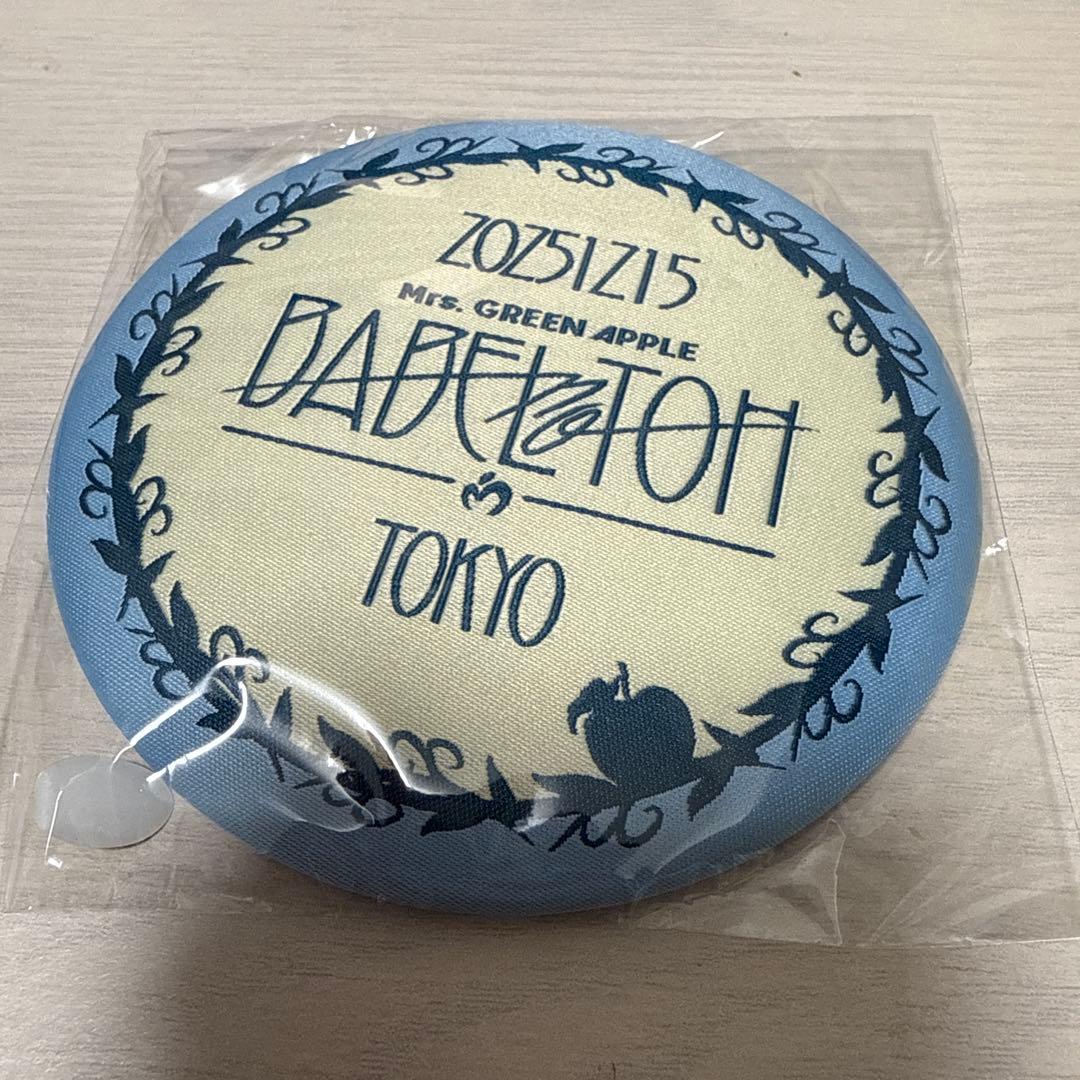 20251215
Mrs. GREEN APPLE
BABEL no TOH
TOKYO